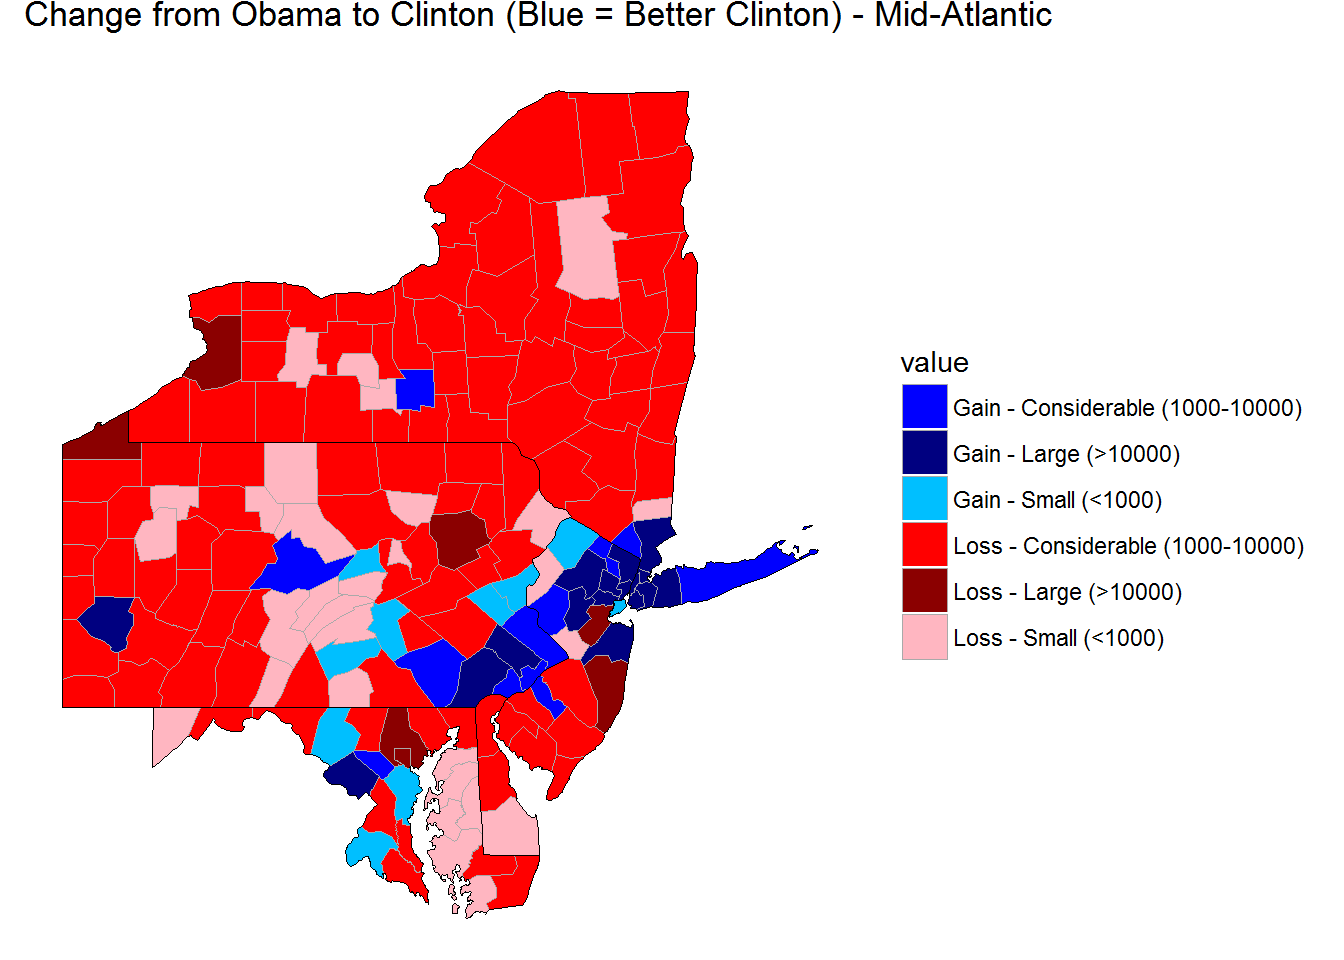 Change from Obama to Clinton (Blue = Better Clinton) - Mid-Atlantic
value
Gain - Considerable (1000-10000)
Gain - Large (>10000)
Gain - Small (<1000)
Loss - Considerable (1000-10000)
Loss - Large (>10000)
Loss - Small (<1000)